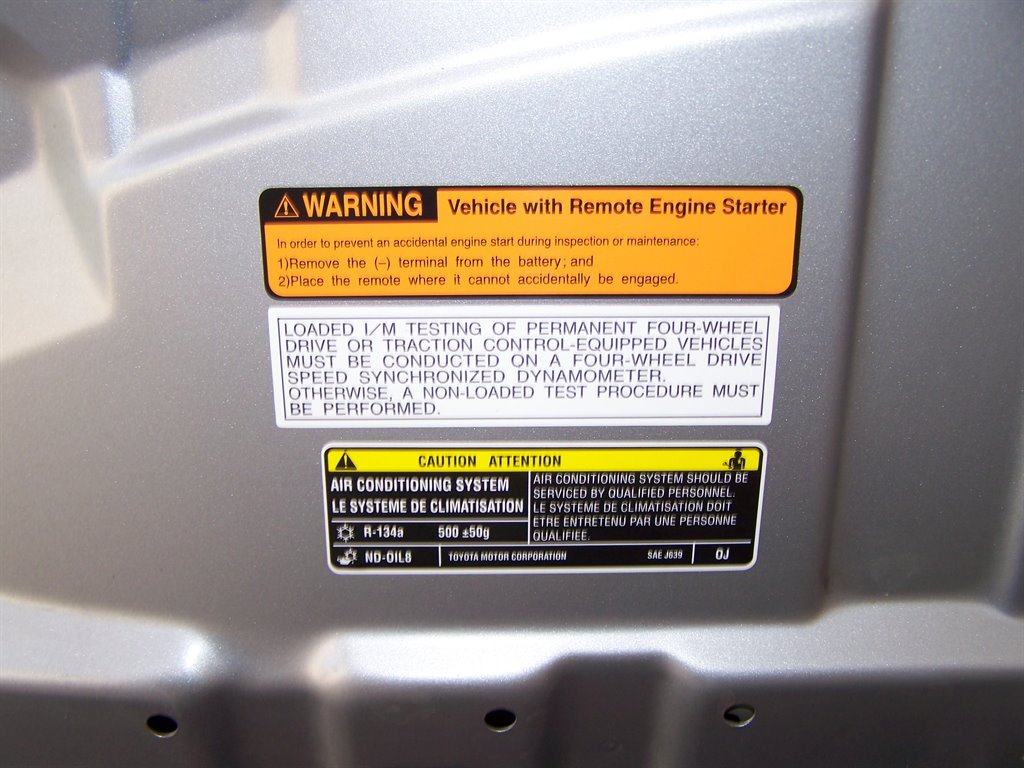 WARNING Vehicle with Remote Engine Starter
In order to prevent an accidental engine start during inspection or maintenance:
1)Remove the (−) terminal from the battery; and
2)Place the remote where it cannot accidentally be engaged.
LOADED I/M TESTING OF PERMANENT FOUR-WHEEL
DRIVE OR TRACTION CONTROL-EQUIPPED VEHICLES
MUST BE CONDUCTED ON A FOUR-WHEEL DRIVE
SPEED SYNCHRONIZED DYNAMOMETER.
OTHERWISE, A NON-LOADED TEST PROCEDURE MUST
BE PERFORMED.
CAUTION ATTENTION
AIR CONDITIONING SYSTEM
LE SYSTEME DE CLIMATISATION
AIR CONDITIONING SYSTEM SHOULD BE
SERVICED BY QUALIFIED PERSONNEL.
LE SYSTEME DE CLIMATISATION DOIT
ETRE ENTRETENU PAR UNE PERSONNE
QUALIFIEE.
R-134a 500 ±50g
ND-OIL8 TOYOTA MOTOR CORPORATION SAE J639 0J